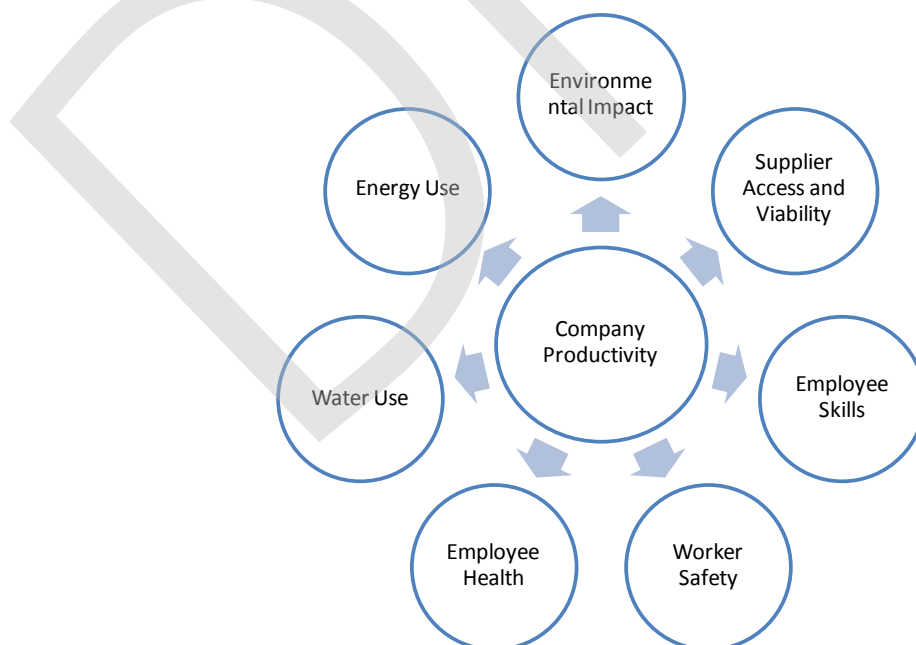 Environme
ntal Impact
Supplier
Access and
Viability
Energy Use
Company
Productivity
Employee
Skills
Water Use
Employee
Health
Worker
Safety